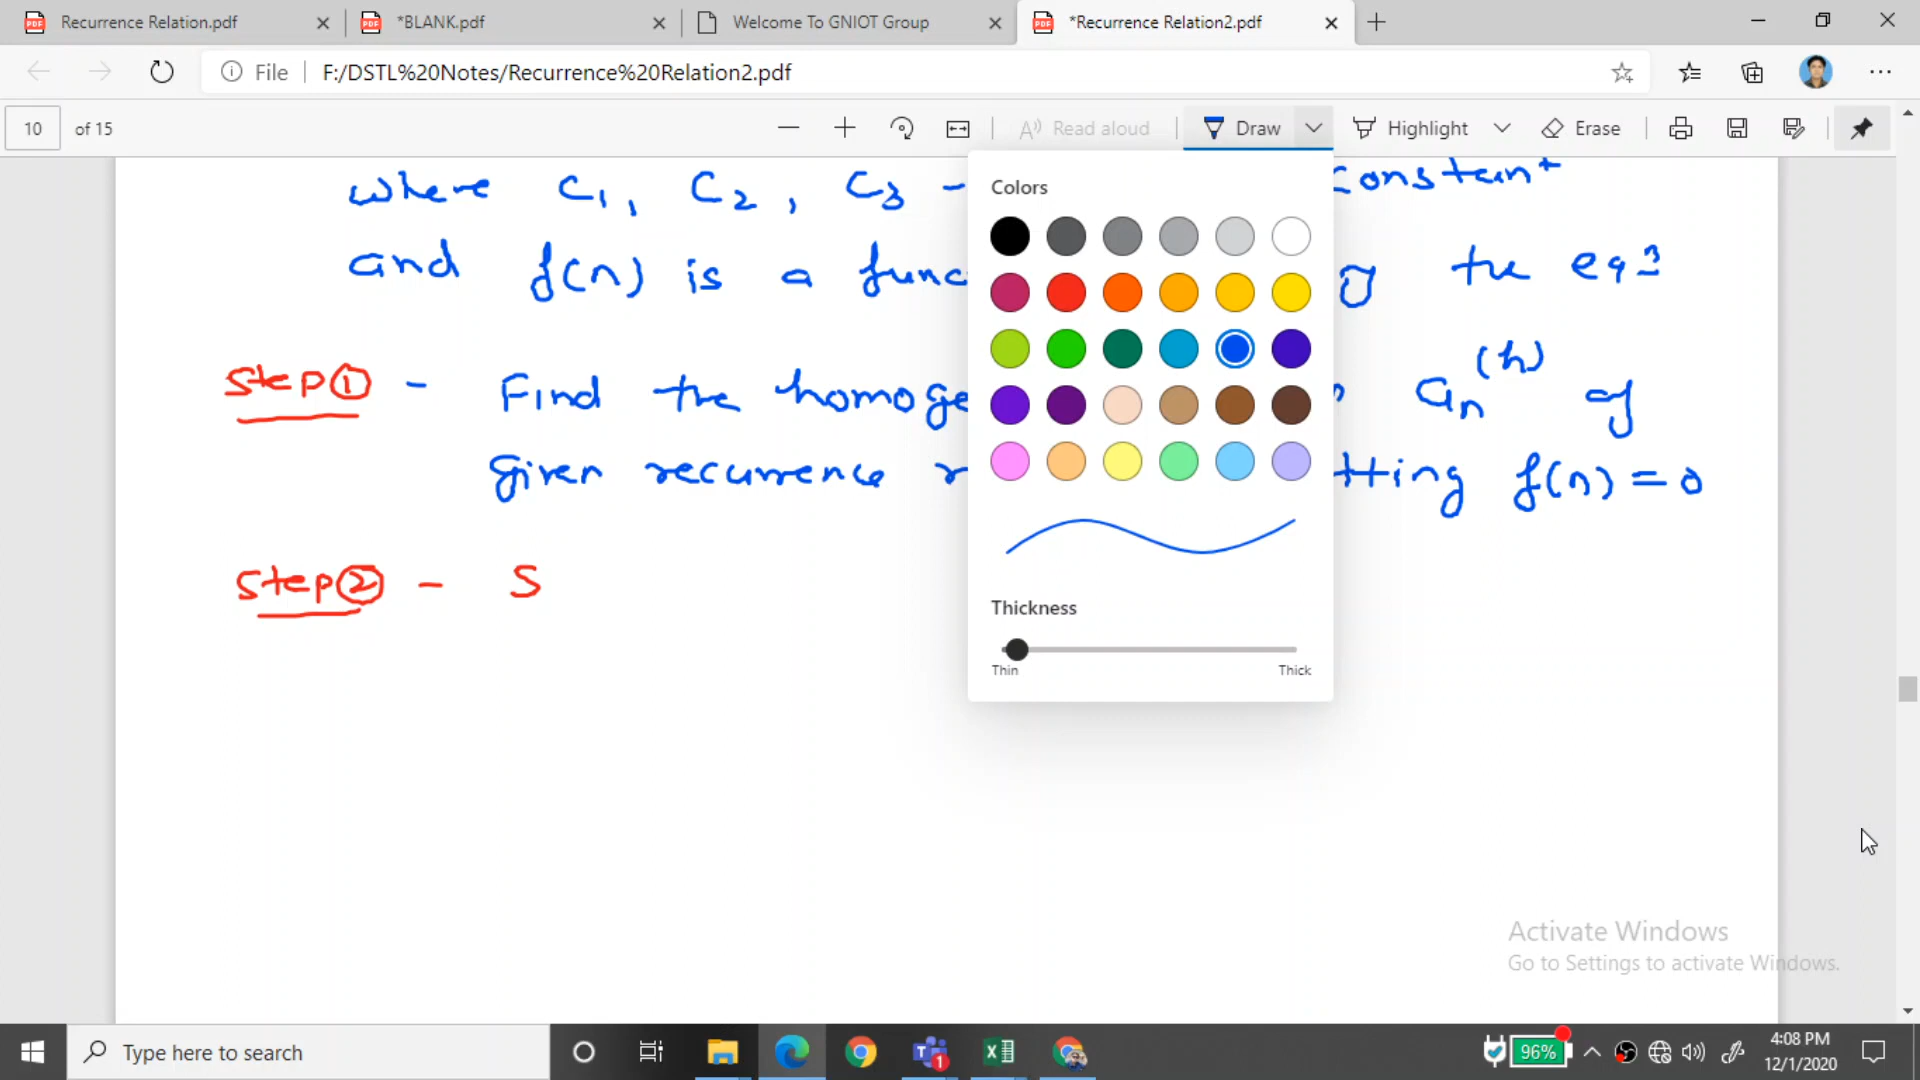 Recurrence Relation.pdf
*BLANK.pdf
Welcome To GNIOT Group
*Recurrence Relation2.pdf
File
F:/DSTL%20Notes/Recurrence%20Relation2.pdf
10 of 15
Read aloud
Draw
Highlight
Erase
where C1, C2, C3 - constant
and f(n) is a func the eq
Step① - Find the homoge an(h) of
given recurrence r tting f(n) = 0
Step② - S
Colors
Thickness
Thin
Thick
Activate Windows
Go to Settings to activate Windows.
Type here to search
1
96%
4:08 PM
12/1/2020